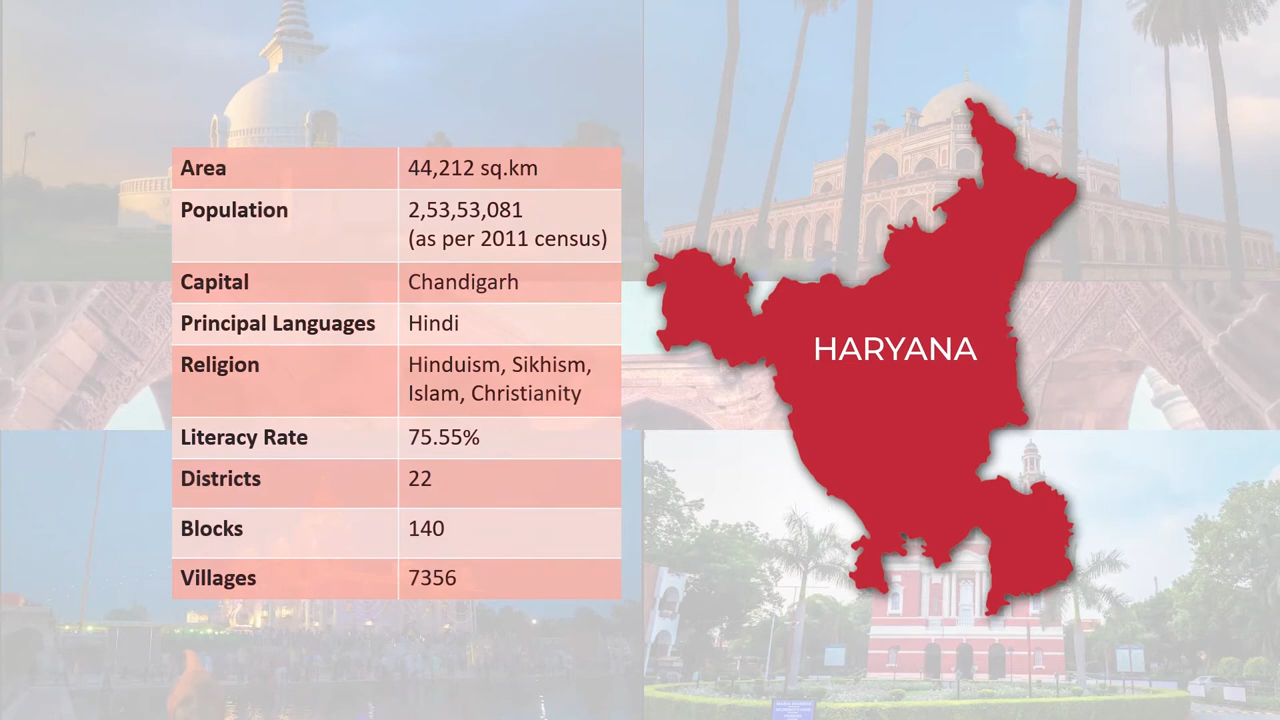 Area 44,212 sq.km
Population 2,53,53,081
(as per 2011 census)
Capital Chandigarh
Principal Languages Hindi
Religion Hinduism, Sikhism,
Islam, Christianity
Literacy Rate 75.55%
Districts 22
Blocks 140
Villages 7356
HARYANA